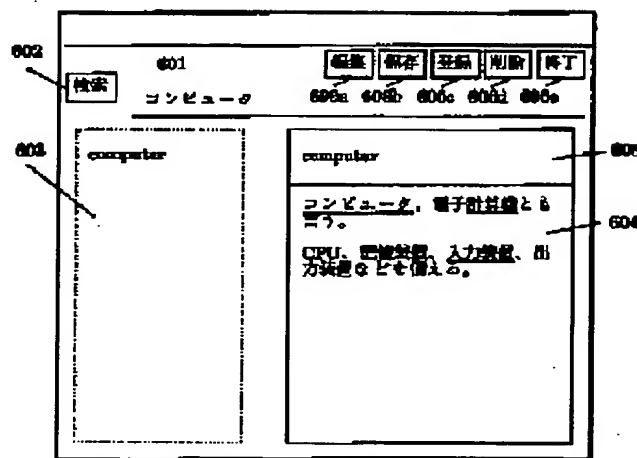 602
601
編集 保存 登録 削除 終了
検索
コンピュータ
606a 606b 606c 606d 606e
603
computer
computer
605
コンピュータ、電子計算機とも
言う。
604
CPU、記憶装置、入力装置、出
力装置などを備える。